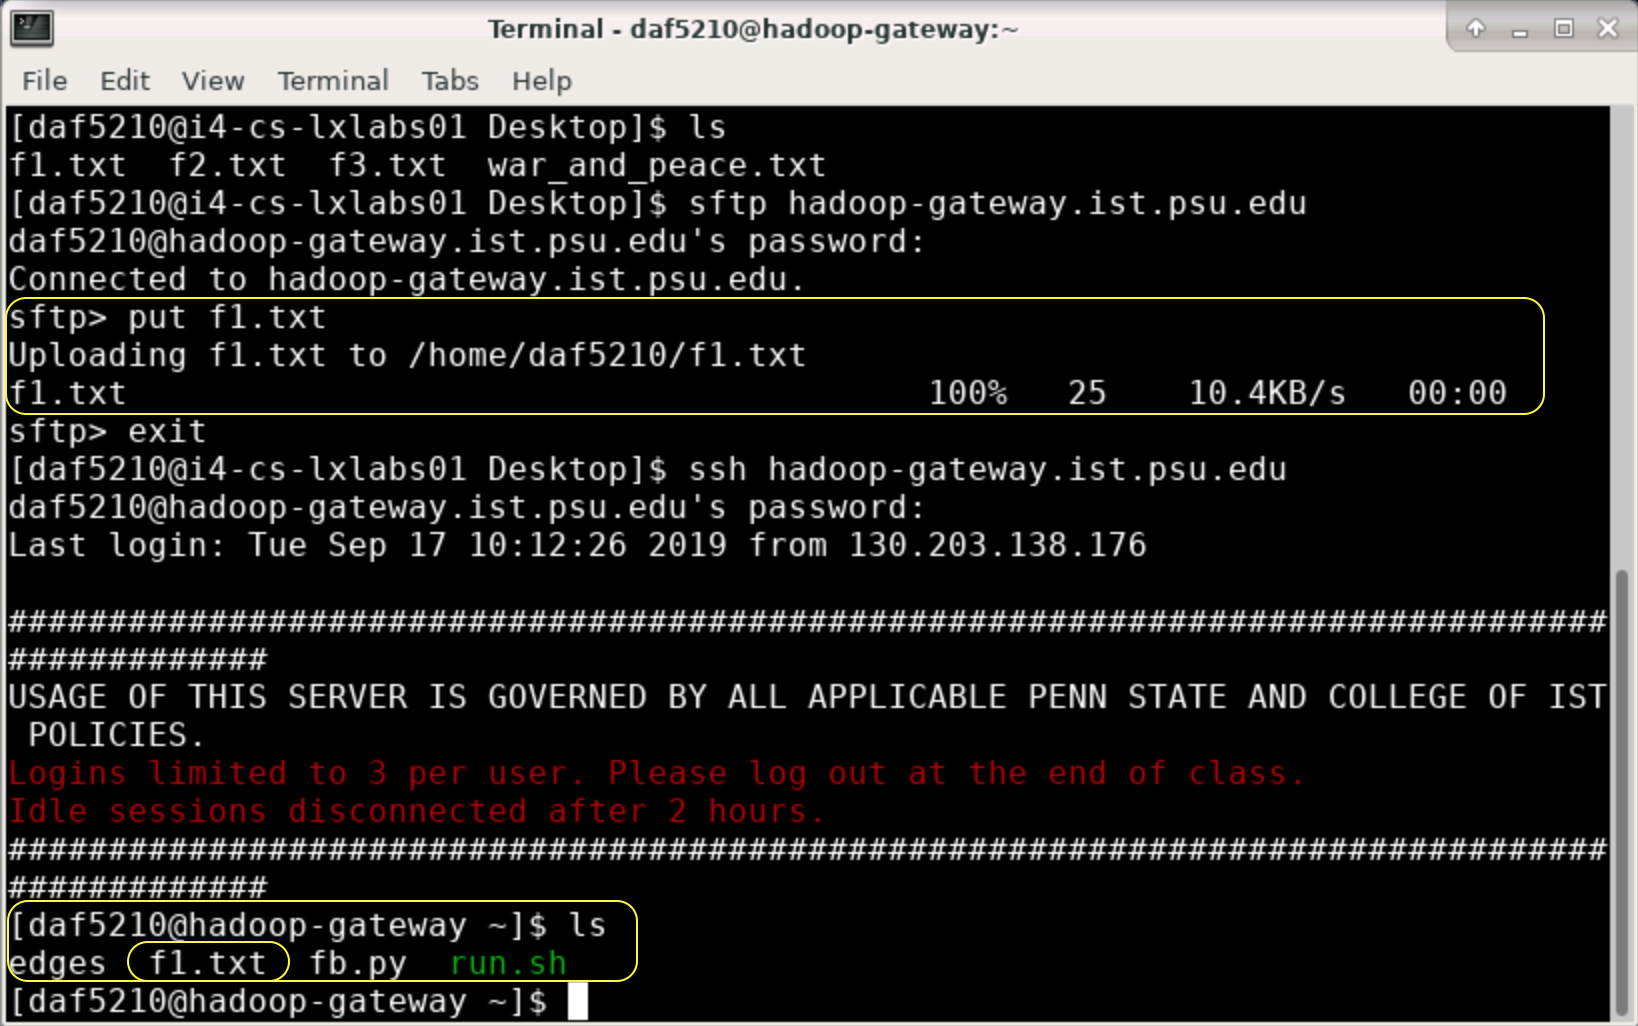 Terminal - daf5210@hadoop-gateway:~
File Edit View Terminal Tabs Help
[daf5210@i4-cs-lxlabs01 Desktop]$ ls
f1.txt  f2.txt  f3.txt  war_and_peace.txt
[daf5210@i4-cs-lxlabs01 Desktop]$ sftp hadoop-gateway.ist.psu.edu
daf5210@hadoop-gateway.ist.psu.edu's password:
Connected to hadoop-gateway.ist.psu.edu.
sftp> put f1.txt
Uploading f1.txt to /home/daf5210/f1.txt
f1.txt                                        100%   25    10.4KB/s   00:00
sftp> exit
[daf5210@i4-cs-lxlabs01 Desktop]$ ssh hadoop-gateway.ist.psu.edu
daf5210@hadoop-gateway.ist.psu.edu's password:
Last login: Tue Sep 17 10:12:26 2019 from 130.203.138.176
################################################################################
#############
USAGE OF THIS SERVER IS GOVERNED BY ALL APPLICABLE PENN STATE AND COLLEGE OF IST
 POLICIES.
Logins limited to 3 per user. Please log out at the end of class.
Idle sessions disconnected after 2 hours.
################################################################################
#############
[daf5210@hadoop-gateway ~]$ ls
edges  f1.txt  fb.py  run.sh
[daf5210@hadoop-gateway ~]$